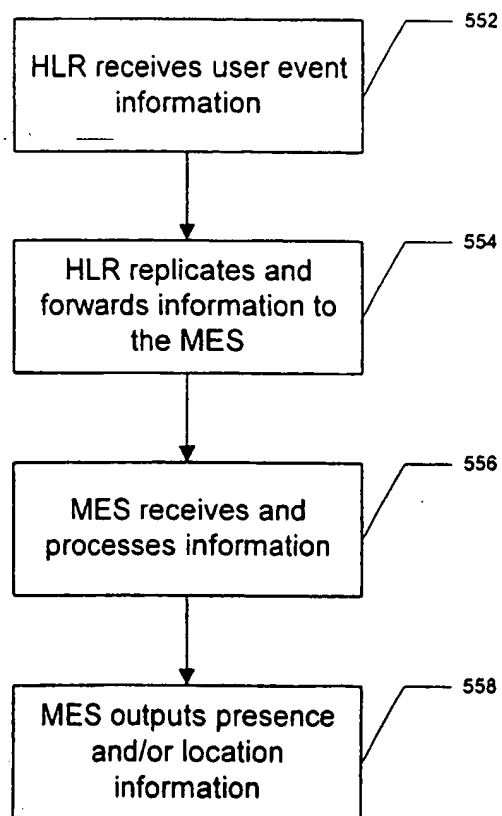 552
HLR receives user event
information
554
HLR replicates and
forwards information to
the MES
556
MES receives and
processes information
558
MES outputs presence
and/or location
information